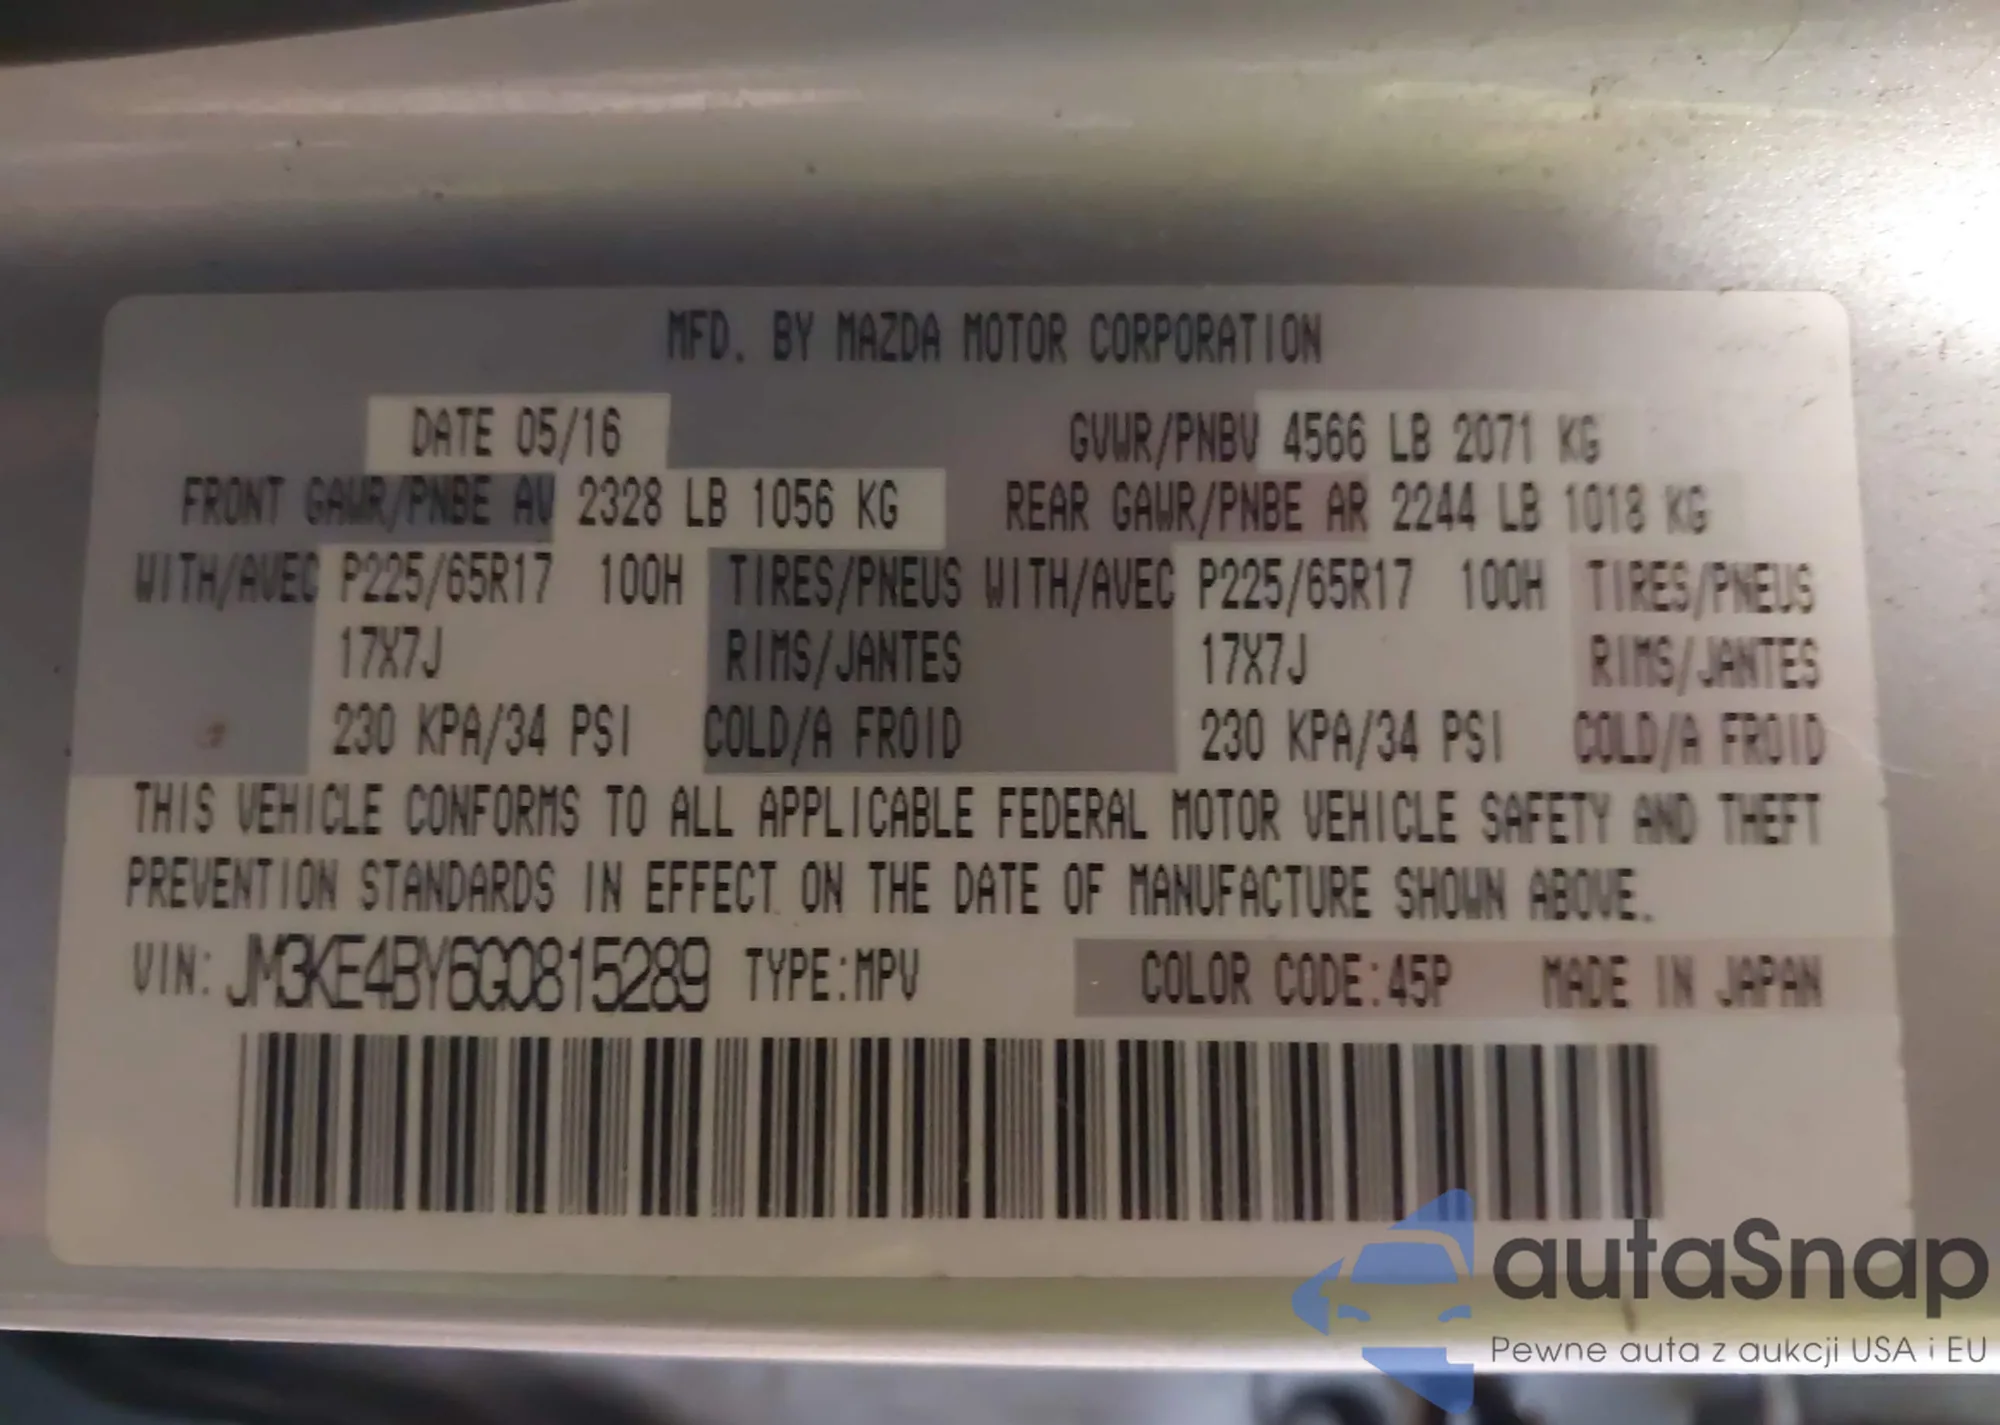 MFD. BY MAZDA MOTOR CORPORATION
DATE 05/16 GVWR/PNBV 4566 LB 2071 KG
FRONT GAWR/PNBE AV 2328 LB 1056 KG REAR GAWR/PNBE AR 2244 LB 1018 KG
WITH/AVEC P225/65R17 100H TIRES/PNEUS WITH/AVEC P225/65R17 100H TIRES/PNEUS
17X7J RIMS/JANTES 17X7J RIMS/JANTES
230 KPA/34 PSI COLD/A FROID 230 KPA/34 PSI COLD/A FROID
THIS VEHICLE CONFORMS TO ALL APPLICABLE FEDERAL MOTOR VEHICLE SAFETY AND THEFT
PREVENTION STANDARDS IN EFFECT ON THE DATE OF MANUFACTURE SHOWN ABOVE.
VIN: JM3KE4BY6G0815289 TYPE:MPV COLOR CODE:45P MADE IN JAPAN
autaSnap
Pewne auta z aukcji USA i EU